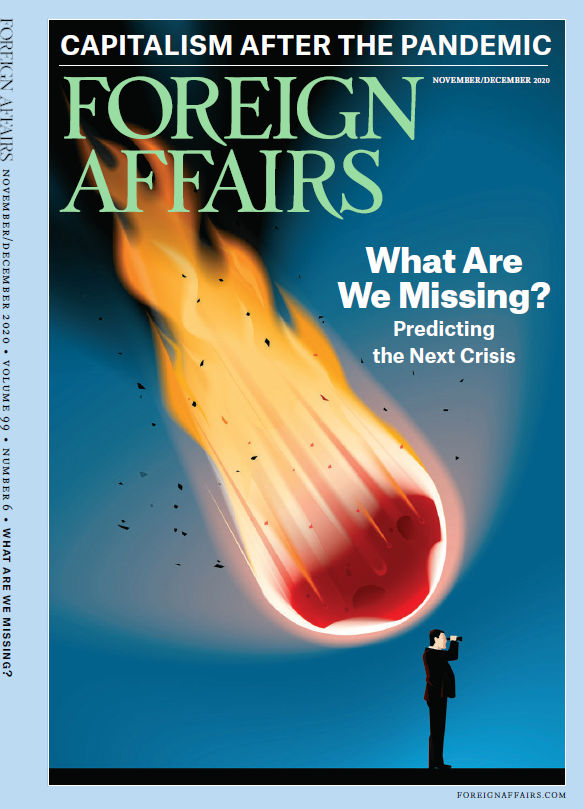 CAPITALISM AFTER THE PANDEMIC
FOREIGN
AFFAIRS
NOVEMBER/DECEMBER 2020
What Are
We Missing?
Predicting
the Next Crisis
FOREIGN AFFAIRS NOVEMBER/DECEMBER 2020 • VOLUME 99 • NUMBER 6 • WHAT ARE WE MISSING?
FOREIGNAFFAIRS.COM